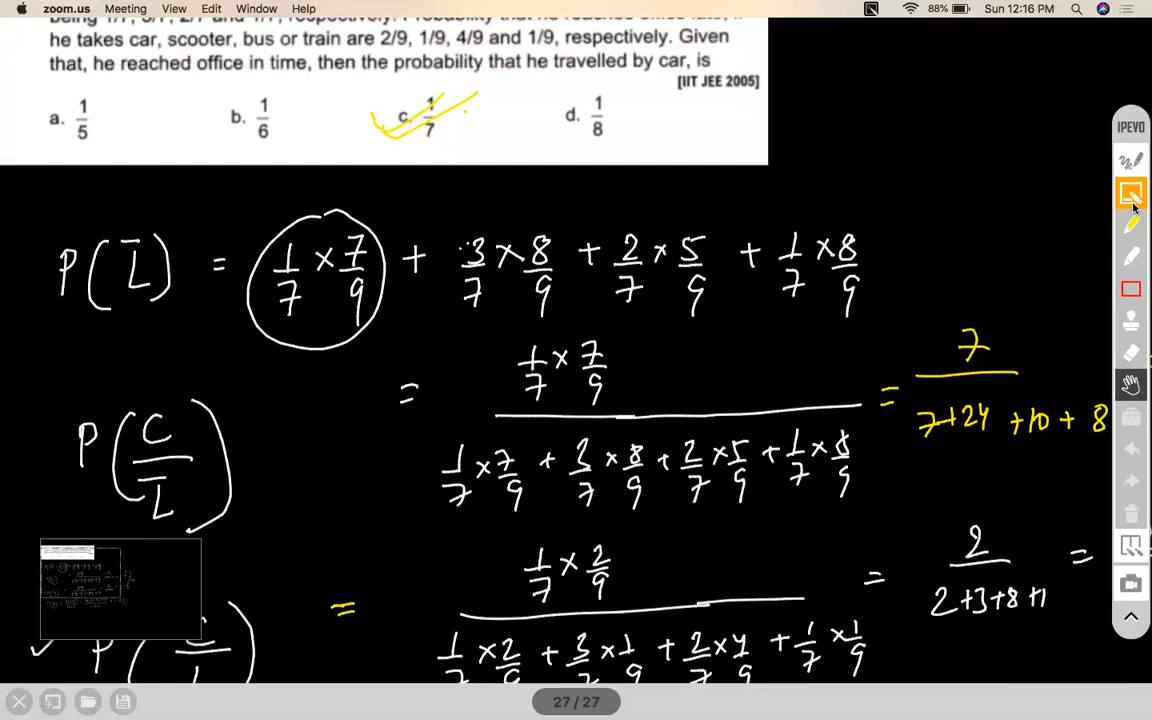 zoom.us Meeting View Edit Window Help 88% Sun 12:16 PM
he takes car, scooter, bus or train are 2/9, 1/9, 4/9 and 1/9, respectively. Given
that, he reached office in time, then the probability that he travelled by car, is
[IIT JEE 2005]
a. 1/5 b. 1/6 c. 1/7 d. 1/8
IPEVO
P(L̅) = 1/7 × 7/9 + 3/7 × 8/9 + 2/7 × 5/9 + 1/7 × 8/9
P(C/L̅) = (1/7 × 7/9)/(1/7 × 7/9 + 3/7 × 8/9 + 2/7 × 5/9 + 1/7 × 8/9) = 7/(7+24+10+8
= (1/7 × 2/9)/(1/7 × 2/9 + 3/7 × 1/9 + 2/7 × 4/9 + 1/7 × 1/9) = 2/(2+3+8+1) =
27 / 27